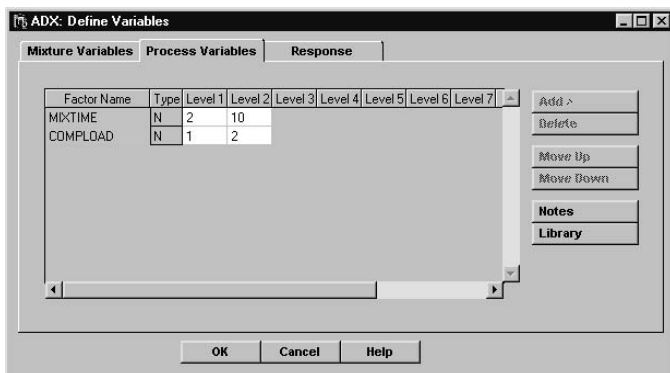 ADX: Define Variables
Mixture Variables Process Variables Response
Factor Name Type Level 1 Level 2 Level 3 Level 4 Level 5 Level 6 Level 7
MIXTIME N 2 10
COMPLOAD N 1 2
Add >
Delete
Move Up
Move Down
Notes
Library
OK Cancel Help